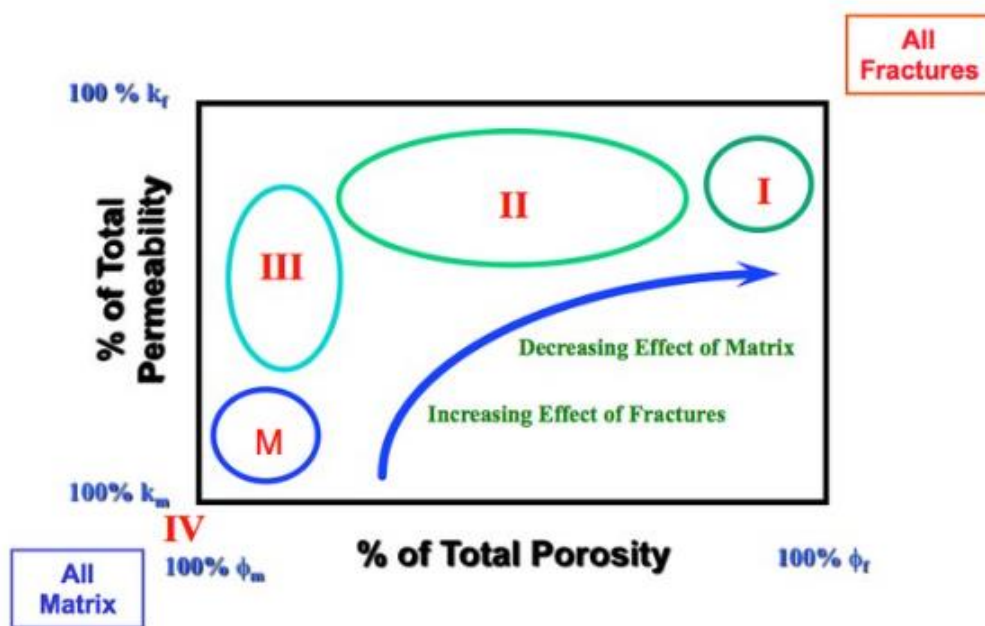 All
Fractures
100 % kf
% of Total
Permeability
I
II
III
Decreasing Effect of Matrix
Increasing Effect of Fractures
M
100% km
IV
100% ϕm
% of Total Porosity
100% ϕf
All
Matrix